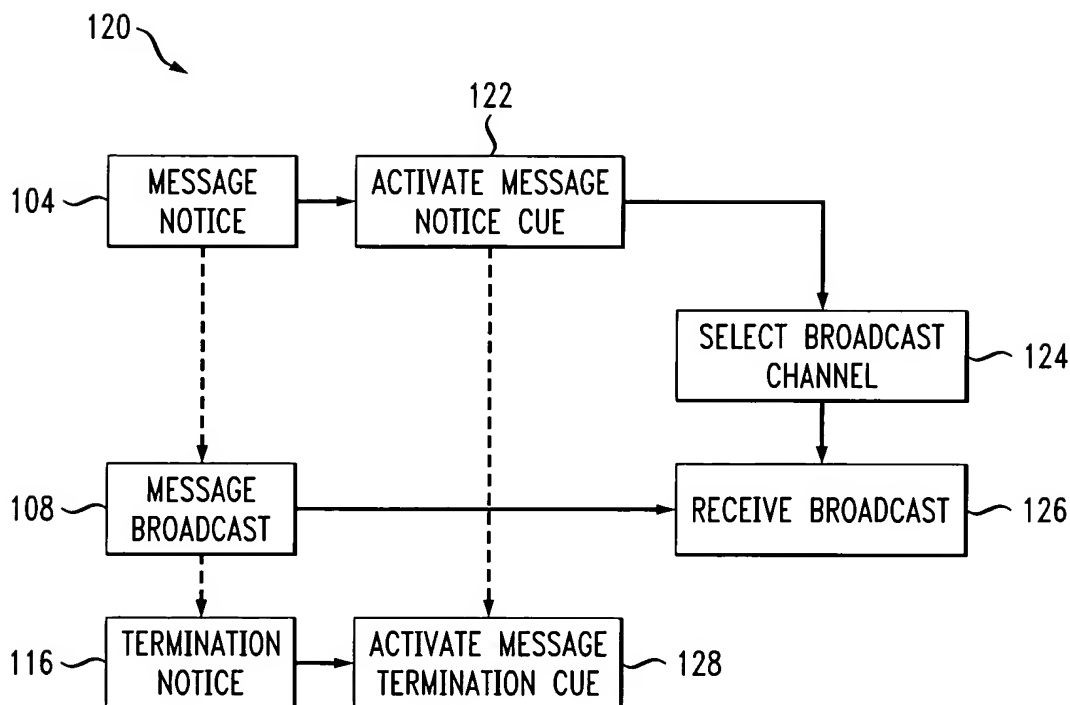 120
122
104
MESSAGE
NOTICE
ACTIVATE MESSAGE
NOTICE CUE
SELECT BROADCAST
CHANNEL
124
108
MESSAGE
BROADCAST
RECEIVE BROADCAST
126
116
TERMINATION
NOTICE
ACTIVATE MESSAGE
TERMINATION CUE
128